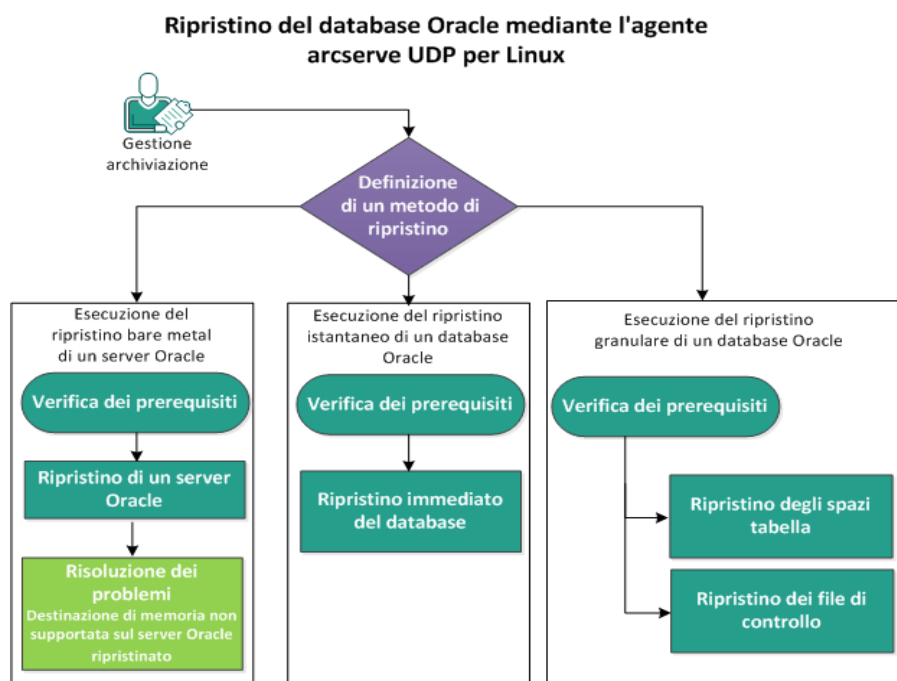 Ripristino del database Oracle mediante l'agente
arcserve UDP per Linux
Gestione
archiviazione
Definizione
di un metodo di
ripristino
Esecuzione del
ripristino bare metal
di un server Oracle
Verifica dei prerequisiti
Ripristino di un server
Oracle
Risoluzione dei
problemi
Destinazione di memoria non
supportata sul server Oracle
ripristinato
Esecuzione del ripristino
istantaneo di un database
Oracle
Verifica dei prerequisiti
Ripristino immediato
del database
Esecuzione del ripristino
granulare di un database Oracle
Verifica dei prerequisiti
Ripristino degli spazi
tabella
Ripristino dei file di
controllo